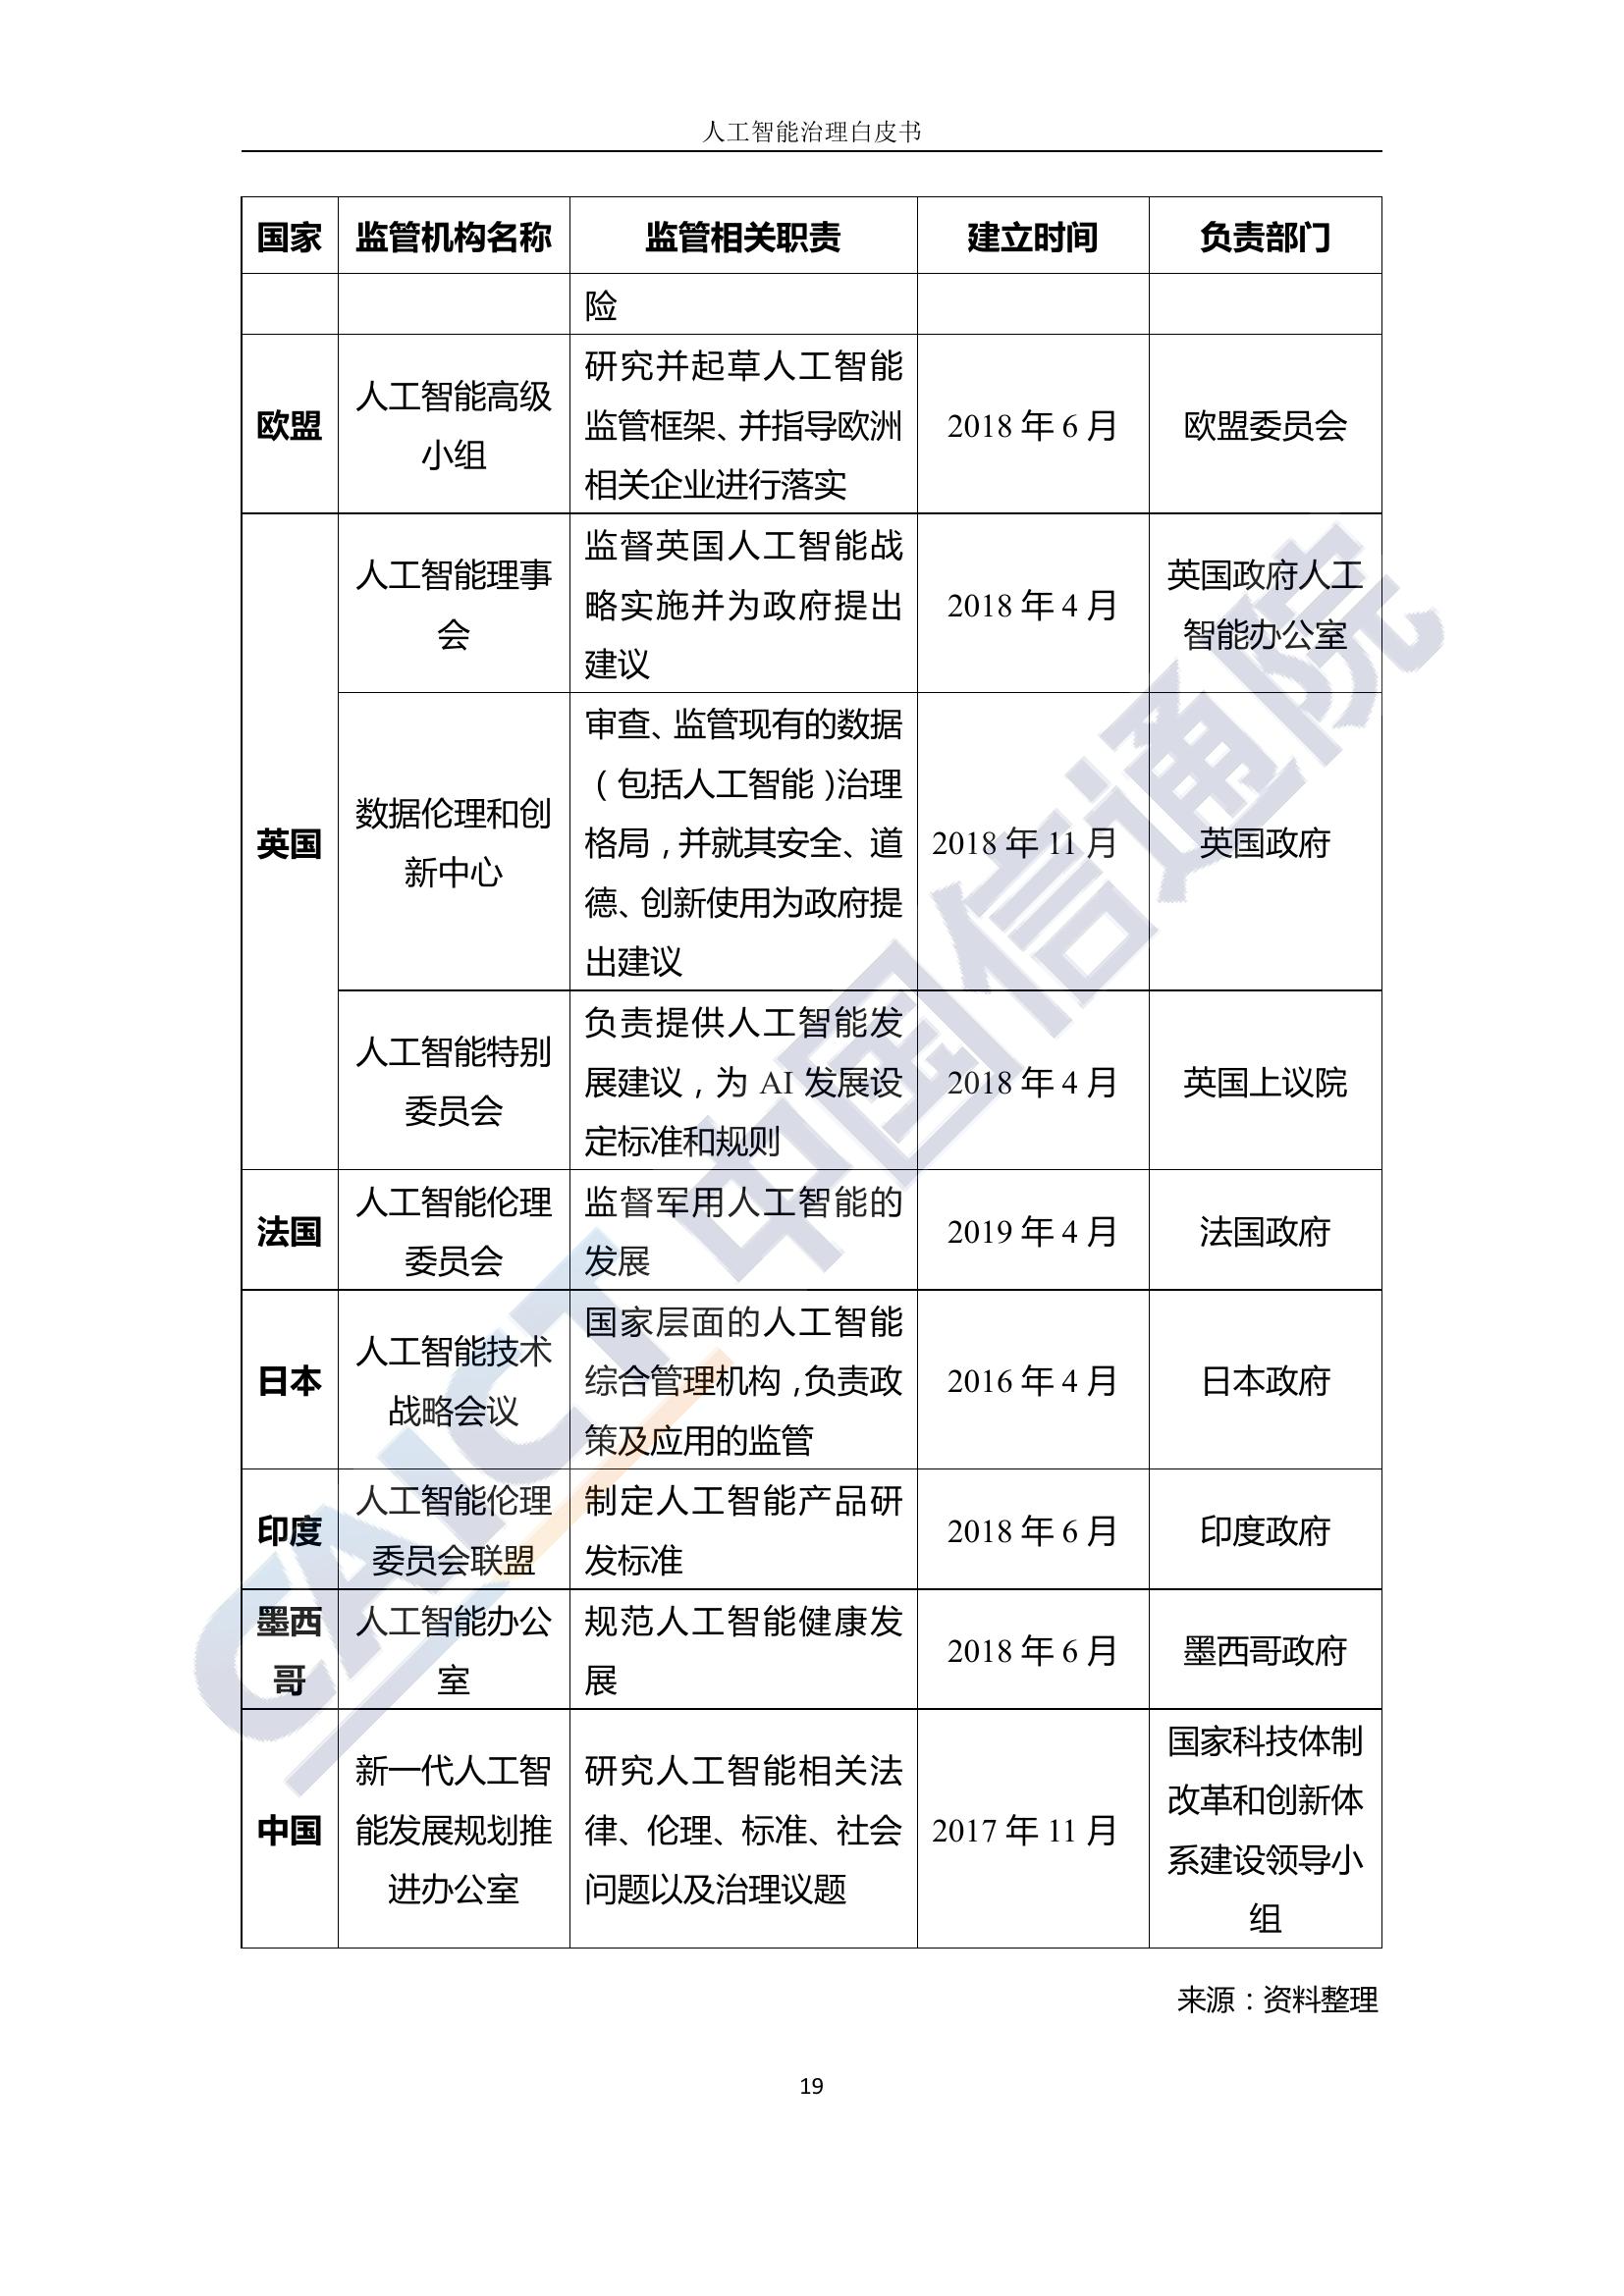 人工智能治理白皮书
国家 监管机构名称 监管相关职责 建立时间 负责部门
险
欧盟
人工智能高级
小组
研究并起草人工智能
监管框架、并指导欧洲
相关企业进行落实
2018 年 6 月
欧盟委员会
英国
人工智能理事
会
监督英国人工智能战
略实施并为政府提出
建议
2018 年 4 月
英国政府人工
智能办公室
数据伦理和创
新中心
审查、监管现有的数据
（包括人工智能）治理
格局，并就其安全、道
德、创新使用为政府提
出建议
2018 年 11 月
英国政府
人工智能特别
委员会
负责提供人工智能发
展建议，为 AI 发展设
定标准和规则
2018 年 4 月
英国上议院
法国
人工智能伦理
委员会
监督军用人工智能的
发展
2019 年 4 月
法国政府
日本
人工智能技术
战略会议
国家层面的人工智能
综合管理机构，负责政
策及应用的监管
2016 年 4 月
日本政府
印度
人工智能伦理
委员会联盟
制定人工智能产品研
发标准
2018 年 6 月
印度政府
墨西
哥
人工智能办公
室
规范人工智能健康发
展
2018 年 6 月
墨西哥政府
中国
新一代人工智
能发展规划推
进办公室
研究人工智能相关法
律、伦理、标准、社会
问题以及治理议题
2017 年 11 月
国家科技体制
改革和创新体
系建设领导小
组
来源：资料整理
19
CAICT 中国信通院